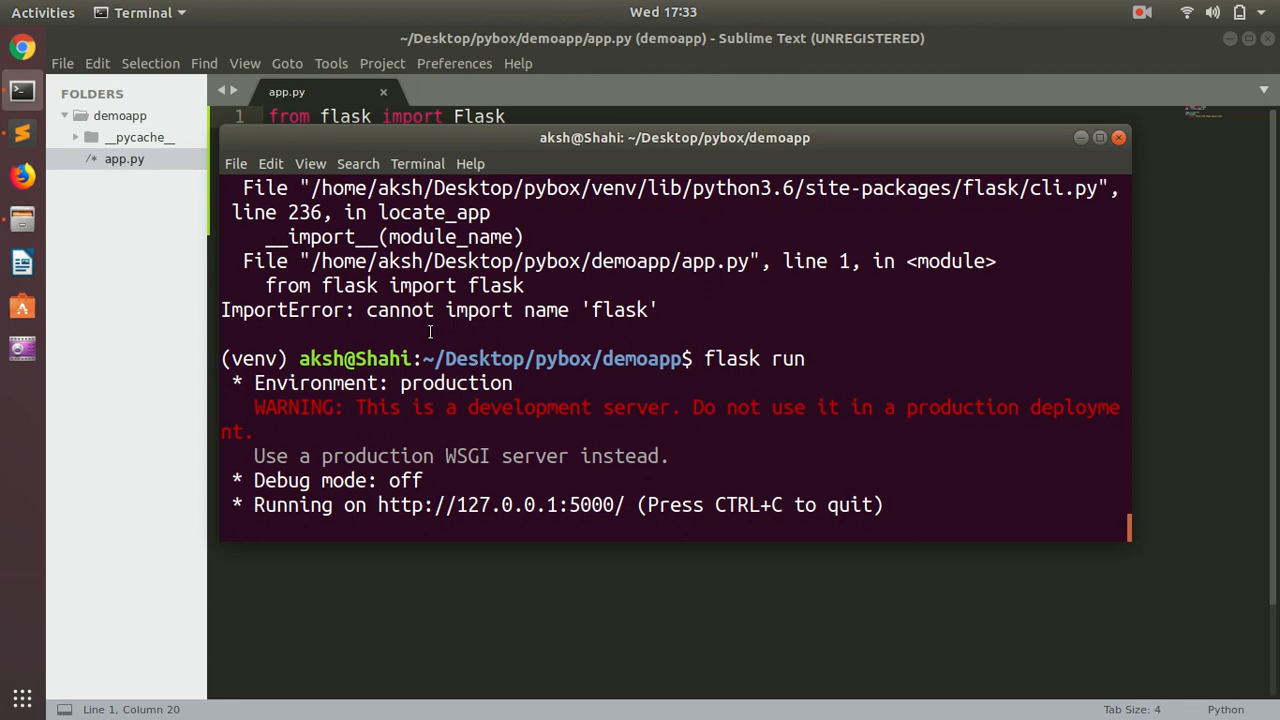 Activities Terminal Wed 17:33
~/Desktop/pybox/demoapp/app.py (demoapp) - Sublime Text (UNREGISTERED)
File Edit Selection Find View Goto Tools Project Preferences Help
FOLDERS
demoapp
__pycache__
/* app.py
app.py ×
1 from flask import Flask
aksh@Shahi: ~/Desktop/pybox/demoapp
File Edit View Search Terminal Help
File "/home/aksh/Desktop/pybox/venv/lib/python3.6/site-packages/flask/cli.py",
line 236, in locate_app
__import__(module_name)
File "/home/aksh/Desktop/pybox/demoapp/app.py", line 1, in <module>
from flask import flask
ImportError: cannot import name 'flask'
(venv) aksh@Shahi:~/Desktop/pybox/demoapp$ flask run
* Environment: production
WARNING: This is a development server. Do not use it in a production deployme
nt.
Use a production WSGI server instead.
* Debug mode: off
* Running on http://127.0.0.1:5000/ (Press CTRL+C to quit)
Line 1, Column 20 Tab Size: 4 Python